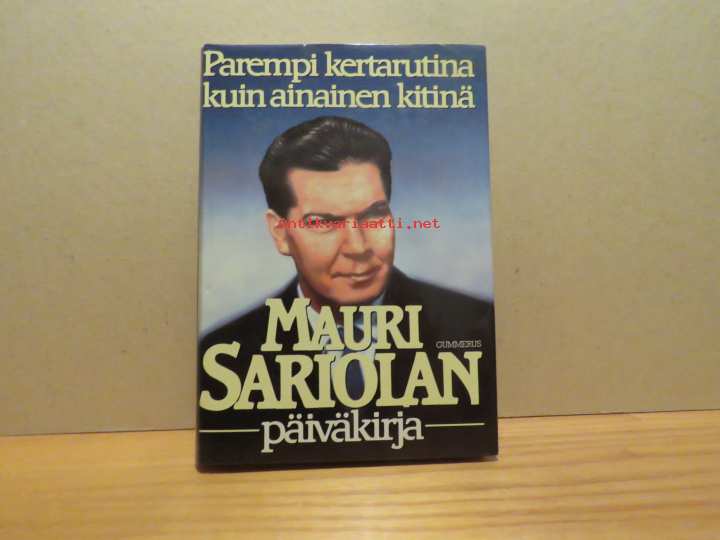 Parempi kertarutina
kuin ainainen kitinä
Antikvariaatti.net
MAURI
GUMMERUS
SARIOLAN
päiväkirja